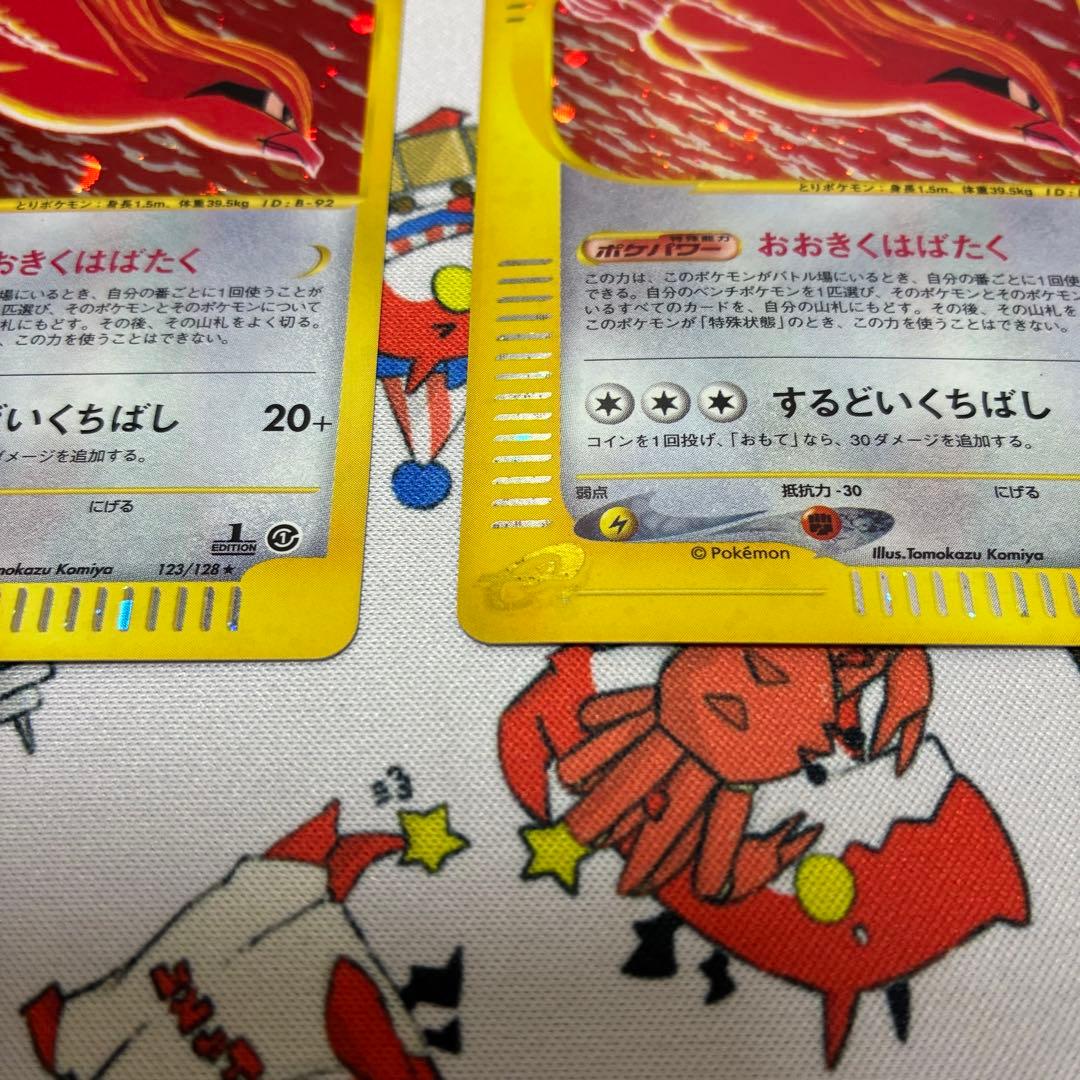 とりポケモン：身長1.5m、体重39.5kg ID：B-92
おきくはばたく
場にいるとき、自分の番ごとに1回使うことが
匹選び、そのポケモンとそのポケモンについて
札にもどす。その後、その山札をよく切る。
、この力を使うことはできない。
どいくちばし 20+
メージを追加する。
にげる
1 EDITION
mokazu Komiya 123/128★
とりポケモン：身長1.5m、体重39.5kg ID：
特殊能力
ポケパワー おおきくはばたく
この力は、このポケモンがバトル場にいるとき、自分の番ごとに1回使
できる。自分のベンチポケモンを1匹選び、そのポケモンとそのポケモン
いるすべてのカードを、自分の山札にもどす。その後、その山札を
このポケモンが「特殊状態」のとき、この力を使うことはできない。
するどいくちばし
コインを1回投げ、「おもて」なら、30ダメージを追加する。
弱点 抵抗力 -30 にげる
© Pokémon Illus.Tomokazu Komiya